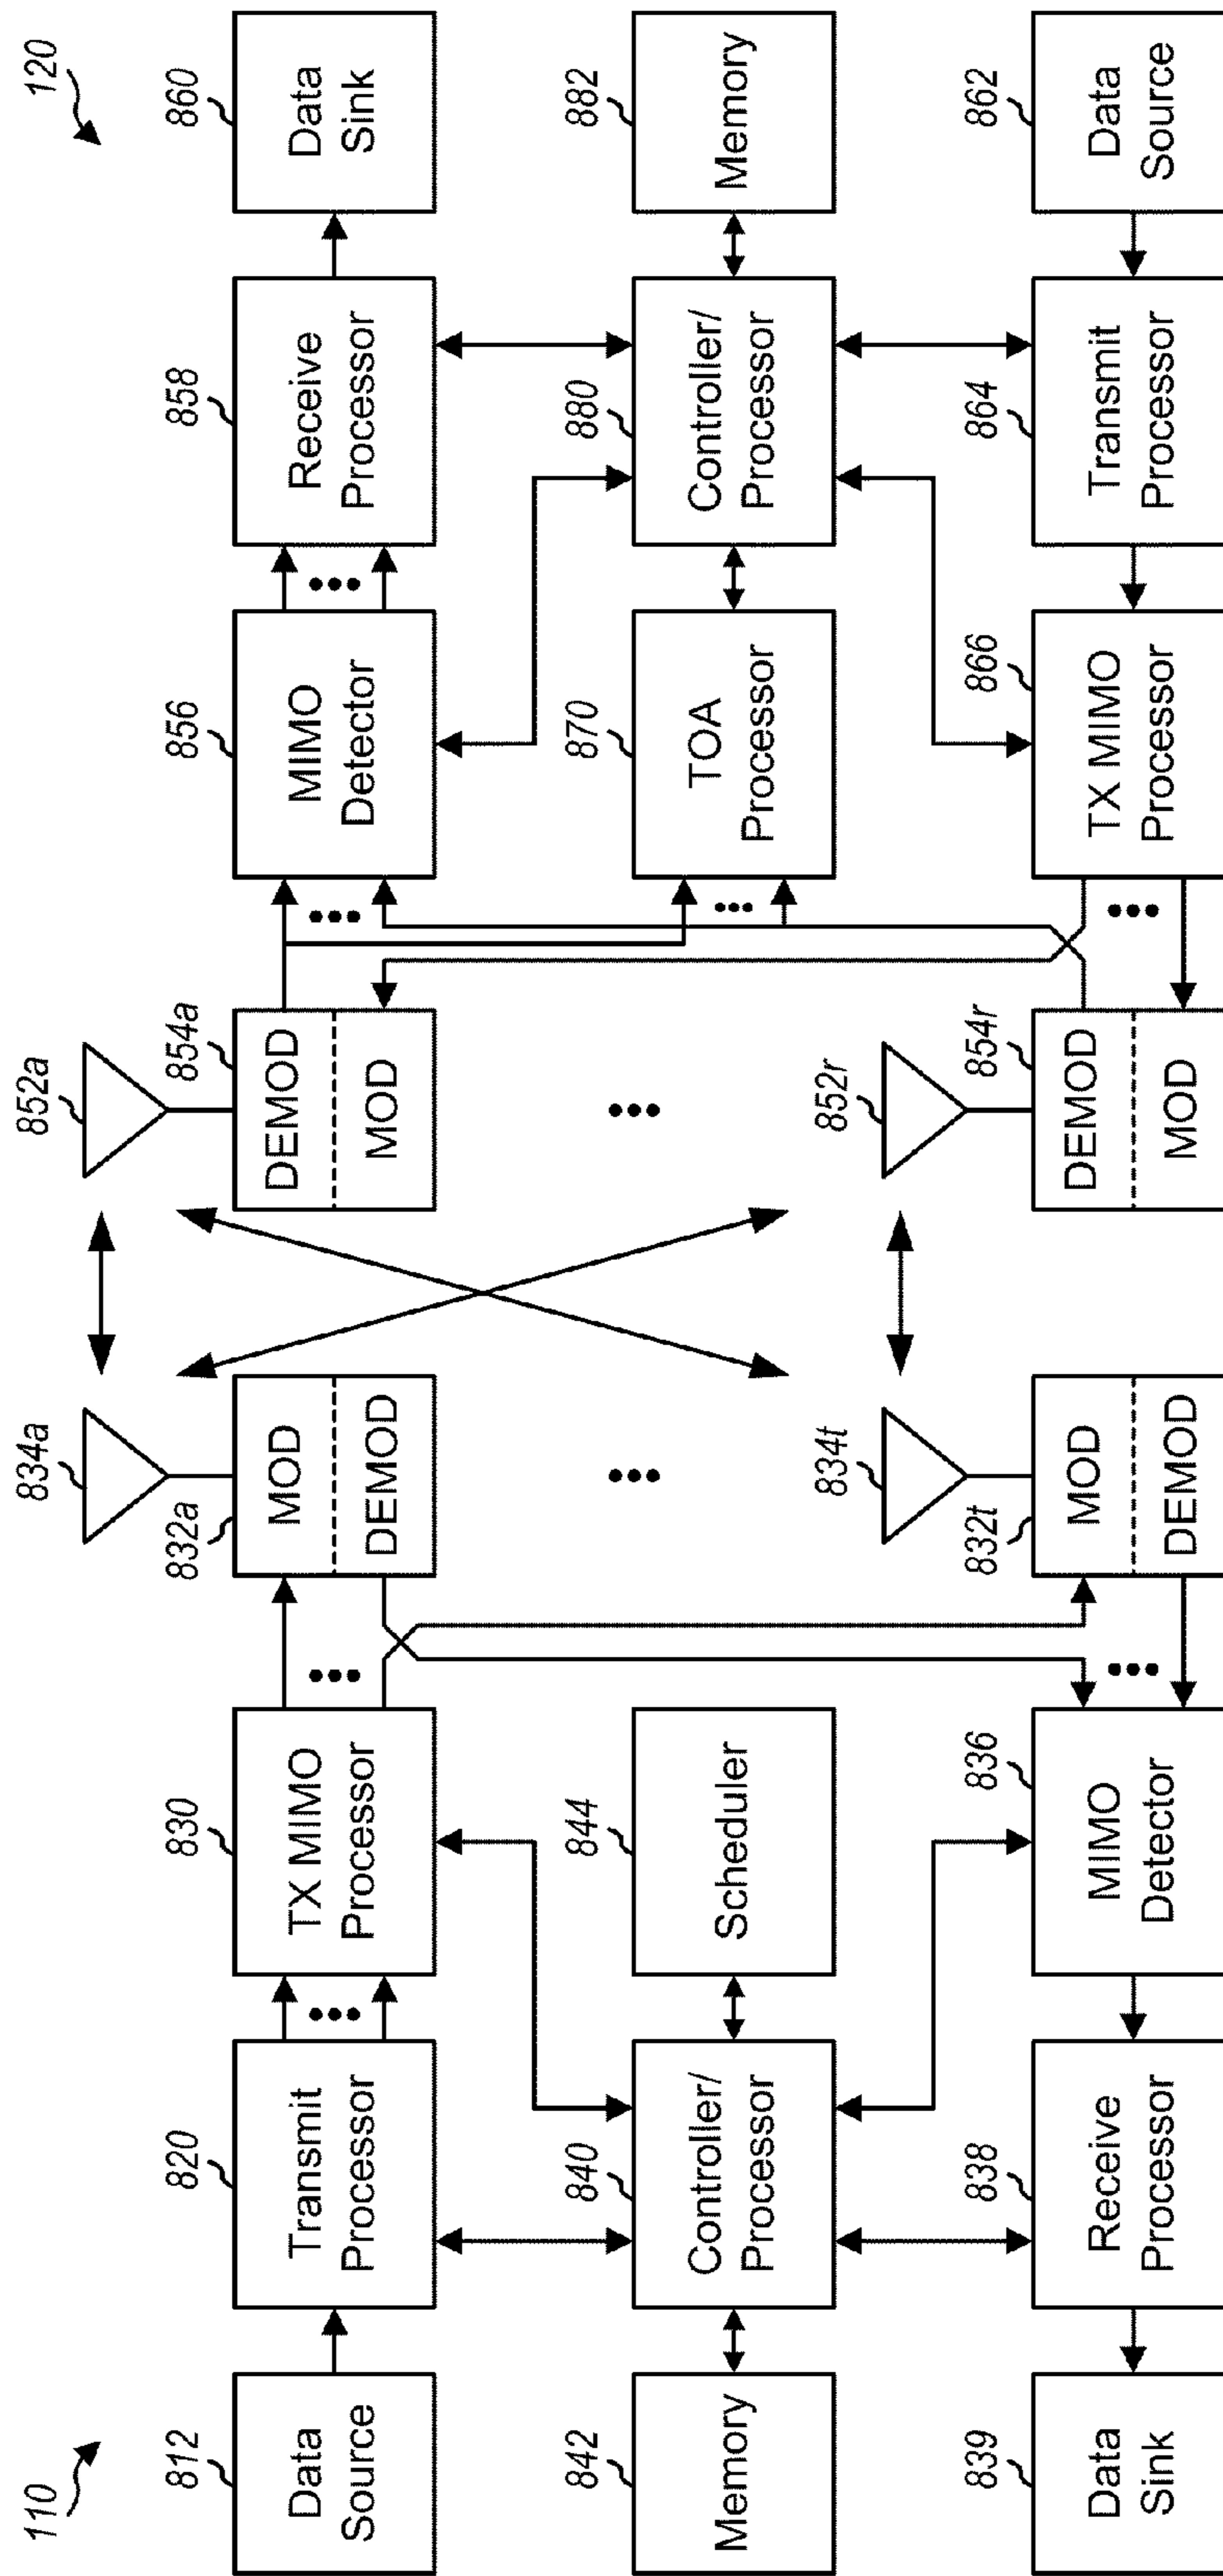 110
120
812
Data
Source
820
Transmit
Processor
830
TX MIMO
Processor
832a
MOD
DEMOD
834a
852a
854a
DEMOD
MOD
856
MIMO
Detector
858
Receive
Processor
860
Data
Sink
842
Memory
840
Controller/
Processor
844
Scheduler
870
TOA
Processor
880
Controller/
Processor
882
Memory
839
Data
Sink
838
Receive
Processor
836
MIMO
Detector
832t
MOD
DEMOD
834t
852r
854r
DEMOD
MOD
866
TX MIMO
Processor
864
Transmit
Processor
862
Data
Source